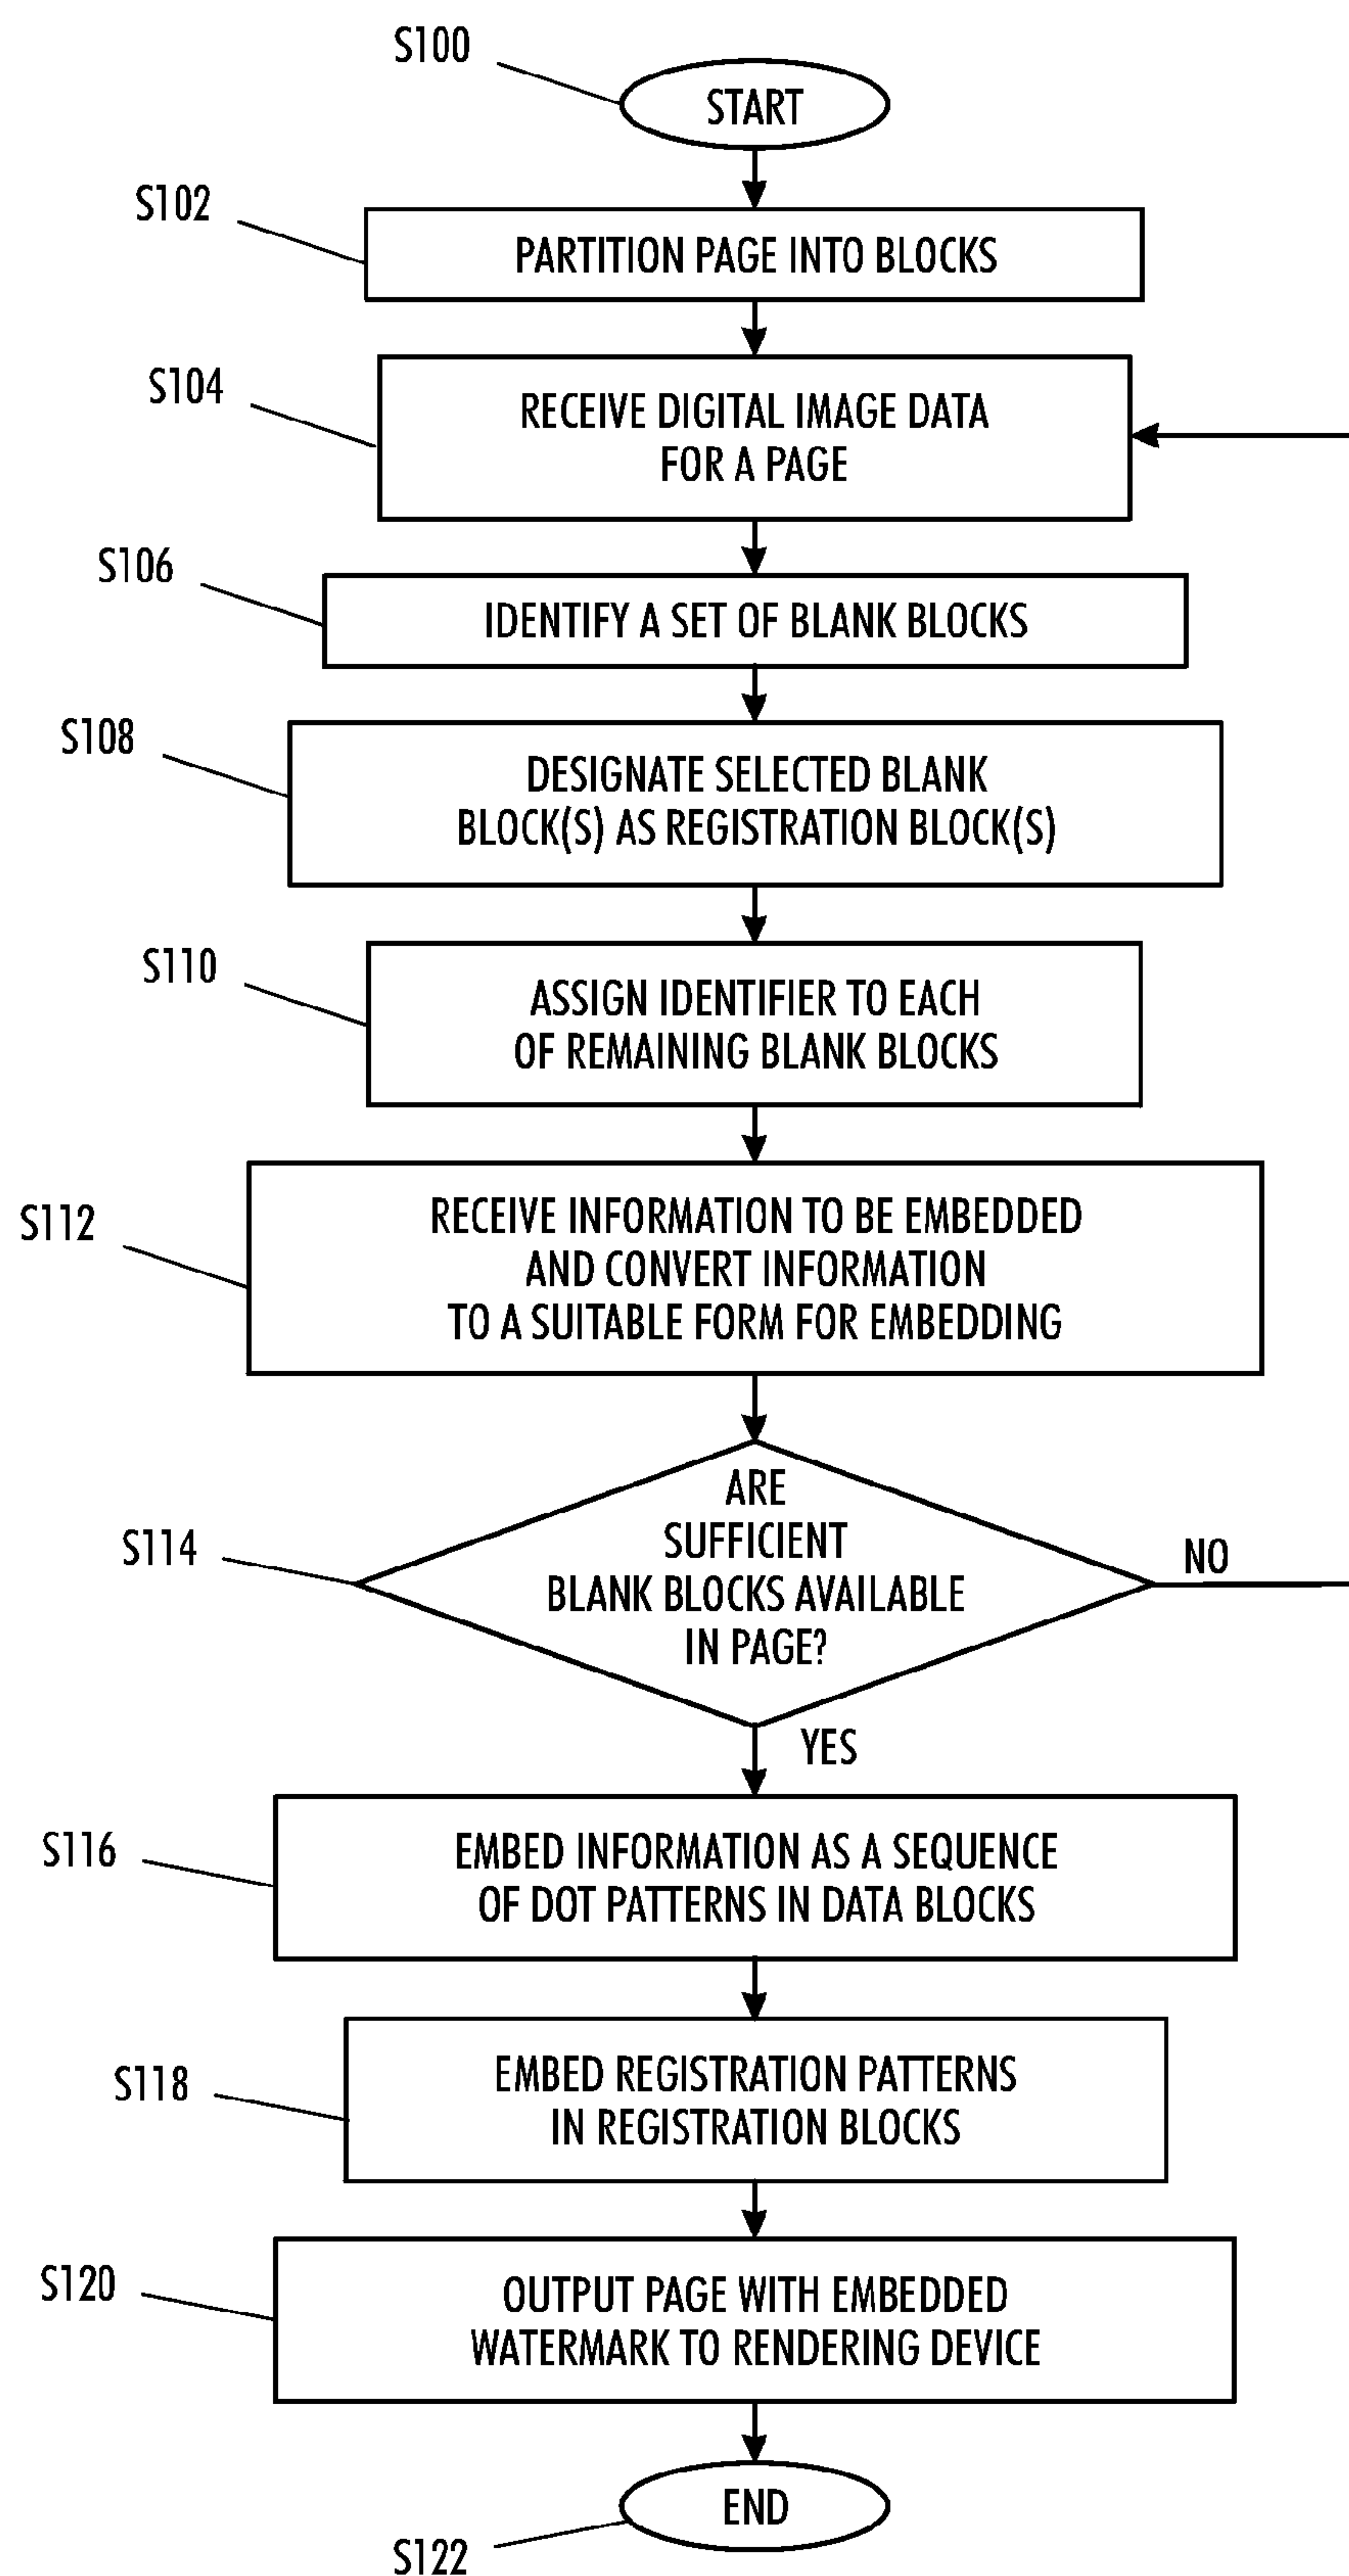 S100
START
S102
PARTITION PAGE INTO BLOCKS
S104
RECEIVE DIGITAL IMAGE DATA
FOR A PAGE
S106
IDENTIFY A SET OF BLANK BLOCKS
S108
DESIGNATE SELECTED BLANK
BLOCK(S) AS REGISTRATION BLOCK(S)
S110
ASSIGN IDENTIFIER TO EACH
OF REMAINING BLANK BLOCKS
S112
RECEIVE INFORMATION TO BE EMBEDDED
AND CONVERT INFORMATION
TO A SUITABLE FORM FOR EMBEDDING
S114
ARE
SUFFICIENT
BLANK BLOCKS AVAILABLE
IN PAGE?
NO
YES
S116
EMBED INFORMATION AS A SEQUENCE
OF DOT PATTERNS IN DATA BLOCKS
S118
EMBED REGISTRATION PATTERNS
IN REGISTRATION BLOCKS
S120
OUTPUT PAGE WITH EMBEDDED
WATERMARK TO RENDERING DEVICE
END
S122